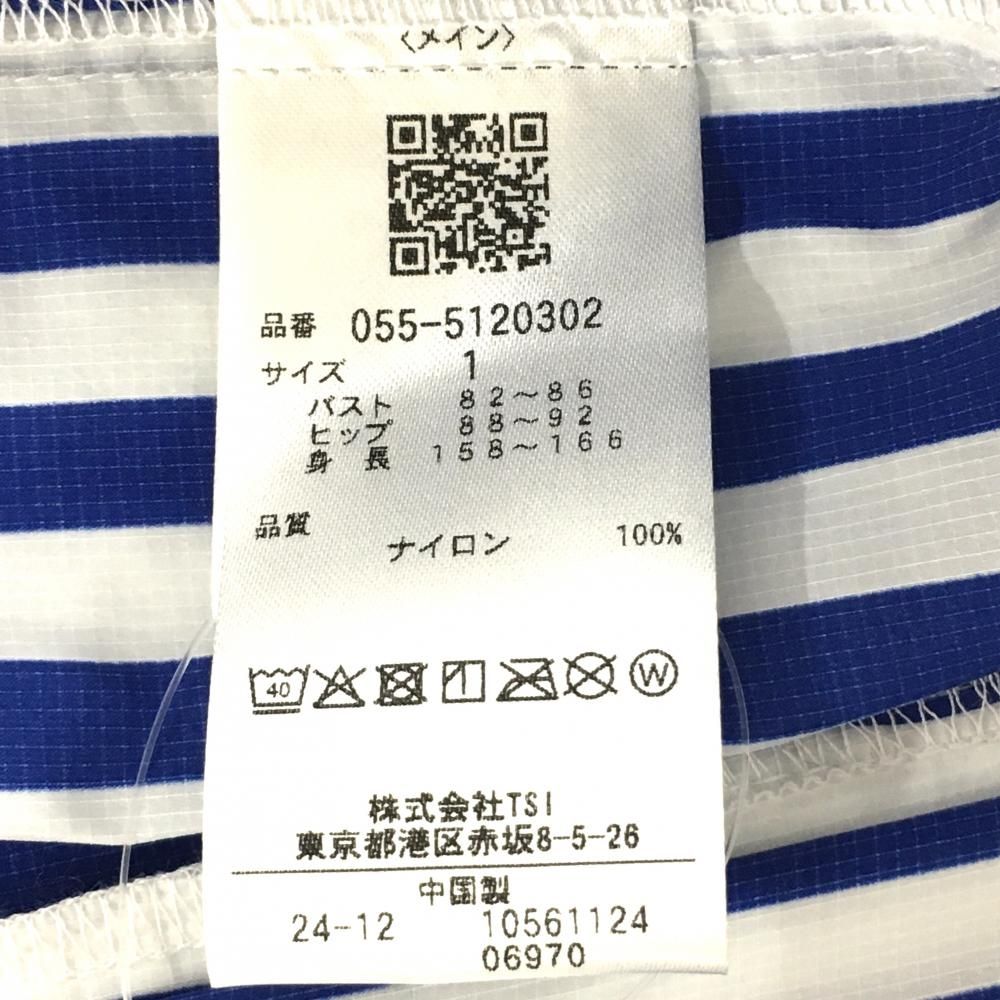 〈メイン〉
品番 055-5120302
サイズ 1
バスト 82～86
ヒップ 88～92
身長 158～166
品質
ナイロン 100%
40 W
株式会社TSI
東京都港区赤坂8-5-26
中国製
24-12 10561124
06970